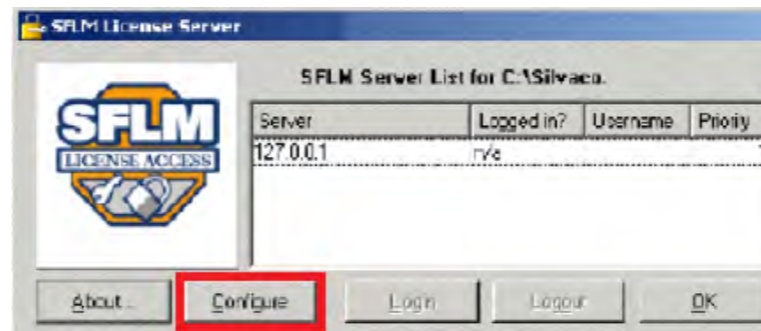 SFLM License Server
SFLM Server List for C:\Silvaco.
SFLM
LICENSE ACCESS
Server Logged in? Username Priority
127.0.0.1 n/a
About... Configure Login Logout OK